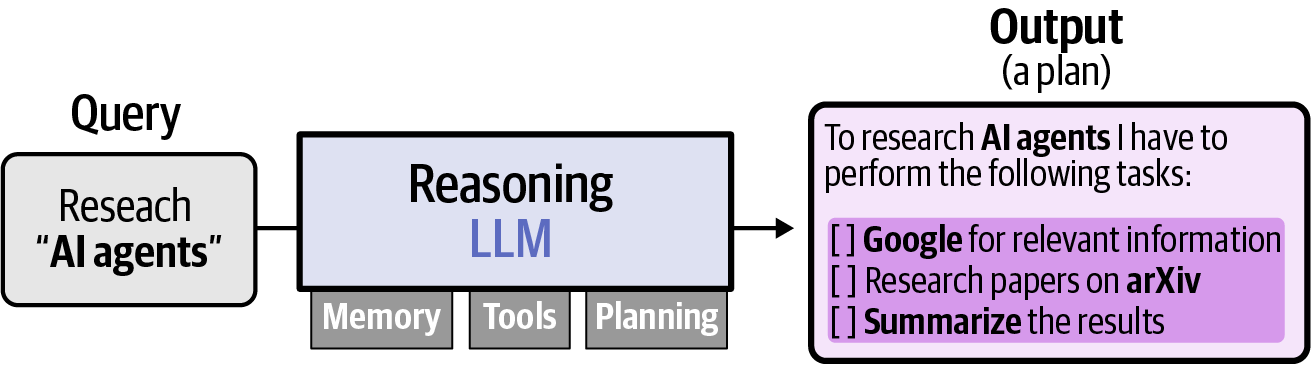 Query
Reseach
“AI agents”
Reasoning
LLM
Memory
Tools
Planning
Output
(a plan)
To research AI agents I have to
perform the following tasks:
[ ] Google for relevant information
[ ] Research papers on arXiv
[ ] Summarize the results